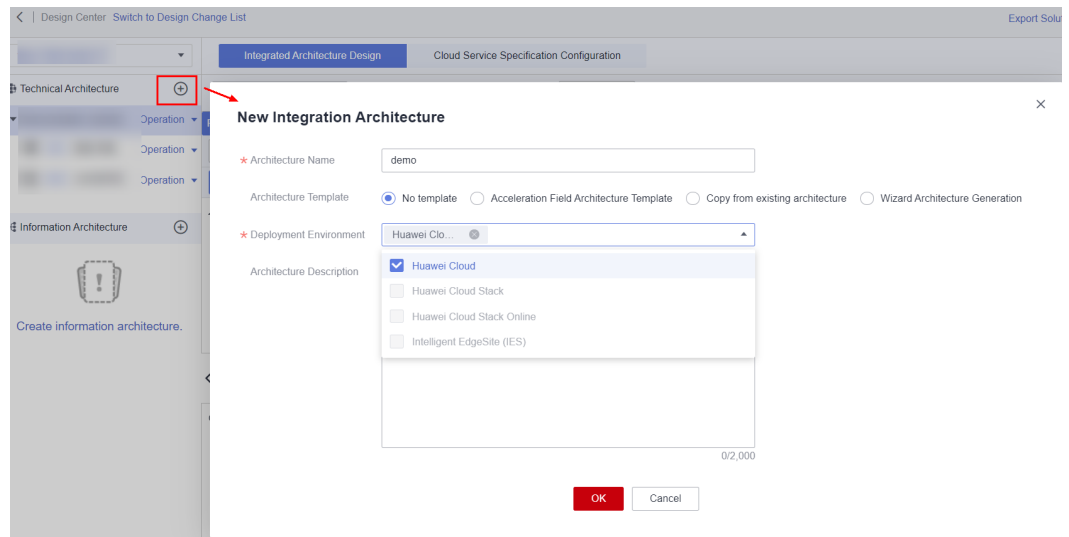 Design Center Switch to Design Change List
Integrated Architecture Design Cloud Service Specification Configuration
Technical Architecture
New Integration Architecture
* Architecture Name demo
Architecture Template No template Acceleration Field Architecture Template Copy from existing architecture Wizard Architecture Generation
* Deployment Environment Huawei Clo...
Architecture Description
Huawei Cloud
Huawei Cloud Stack
Huawei Cloud Stack Online
Intelligent EdgeSite (IES)
0/2,000
OK Cancel
Operation
Operation
Operation
Information Architecture
Create information architecture.
Export Solu